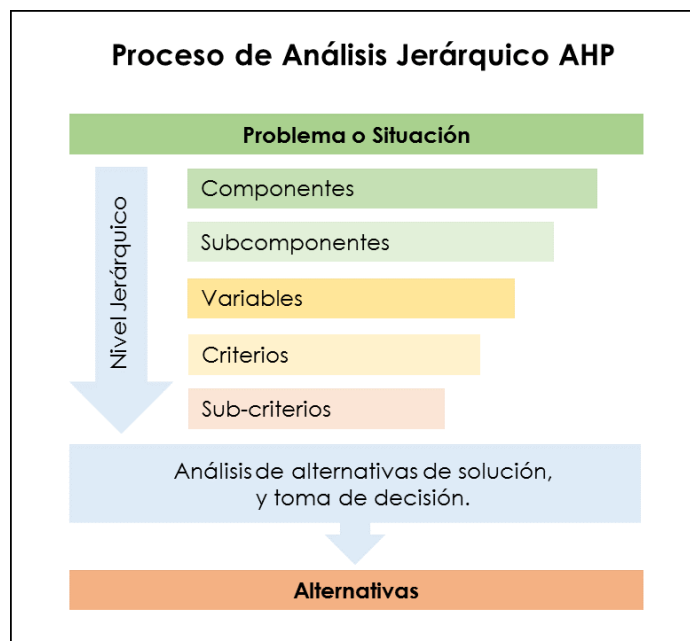 Proceso de Análisis Jerárquico AHP
Problema o Situación
Nivel Jerárquico
Componentes
Subcomponentes
Variables
Criterios
Sub-criterios
Análisis de alternativas de solución,
y toma de decisión.
Alternativas